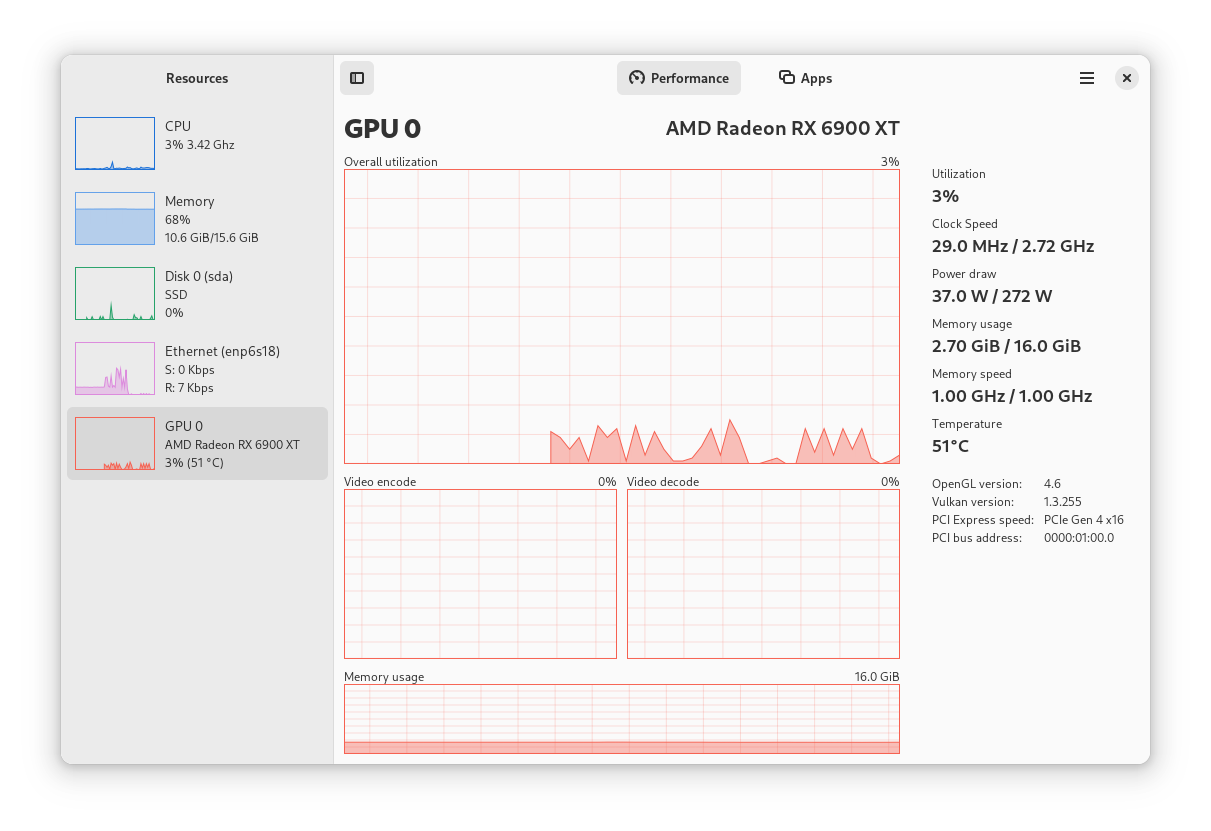 Resources
Performance
Apps
CPU
3% 3.42 Ghz
Memory
68%
10.6 GiB/15.6 GiB
Disk 0 (sda)
SSD
0%
Ethernet (enp6s18)
S: 0 Kbps
R: 7 Kbps
GPU 0
AMD Radeon RX 6900 XT
3% (51 °C)
GPU 0
AMD Radeon RX 6900 XT
Overall utilization
3%
Video encode
0%
Video decode
0%
Memory usage
16.0 GiB
Utilization
3%
Clock Speed
29.0 MHz / 2.72 GHz
Power draw
37.0 W / 272 W
Memory usage
2.70 GiB / 16.0 GiB
Memory speed
1.00 GHz / 1.00 GHz
Temperature
51°C
OpenGL version: 4.6
Vulkan version: 1.3.255
PCI Express speed: PCIe Gen 4 x16
PCI bus address: 0000:01:00.0